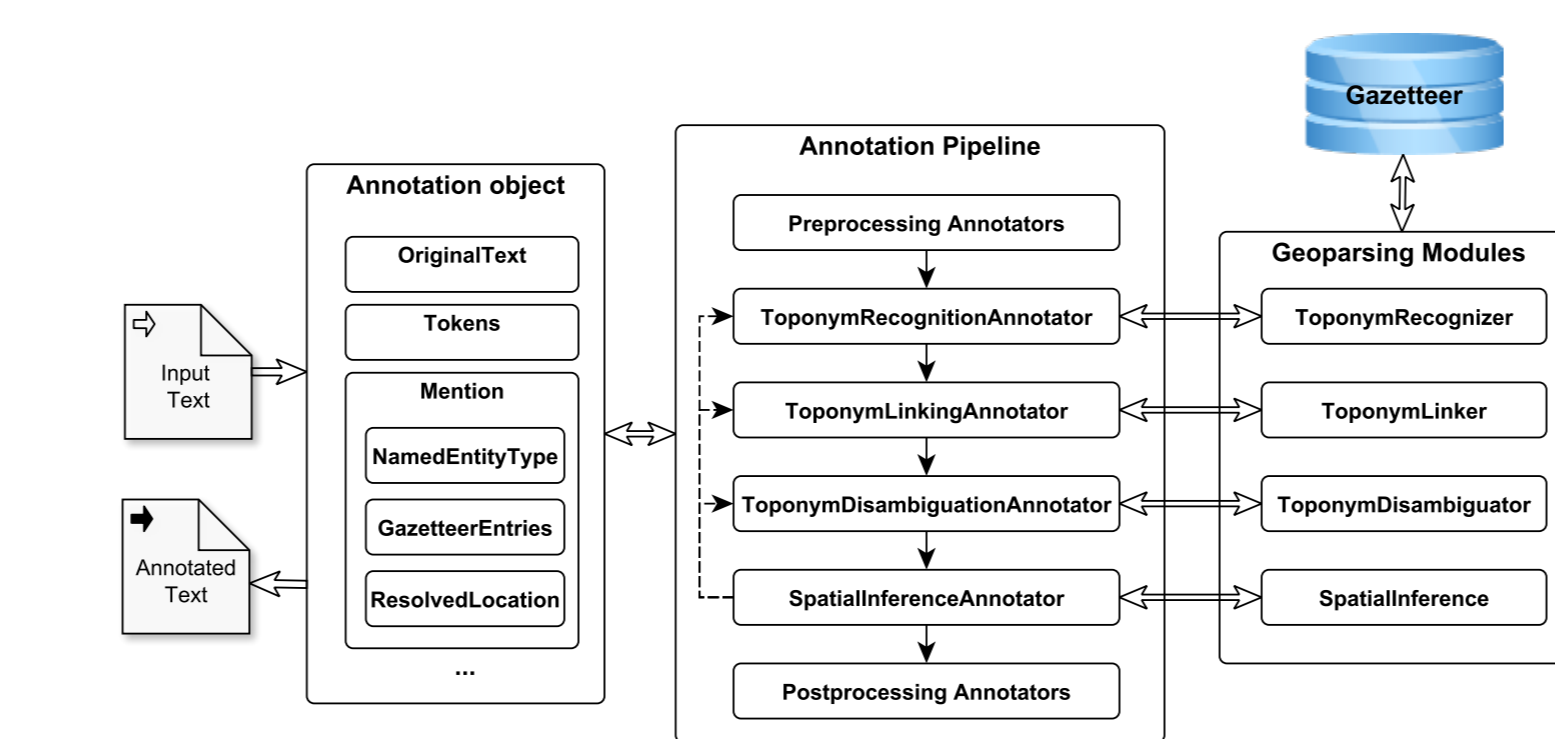 Gazetteer
Annotation Pipeline
Annotation object
Preprocessing Annotators
OriginalText
Geoparsing Modules
Tokens
ToponymRecognitionAnnotator
ToponymRecognizer
Input
Text
Mention
ToponymLinkingAnnotator
ToponymLinker
NamedEntityType
GazetteerEntries
ToponymDisambiguationAnnotator
ToponymDisambiguator
Annotated
Text
ResolvedLocation
SpatialInferenceAnnotator
SpatialInference
...
Postprocessing Annotators